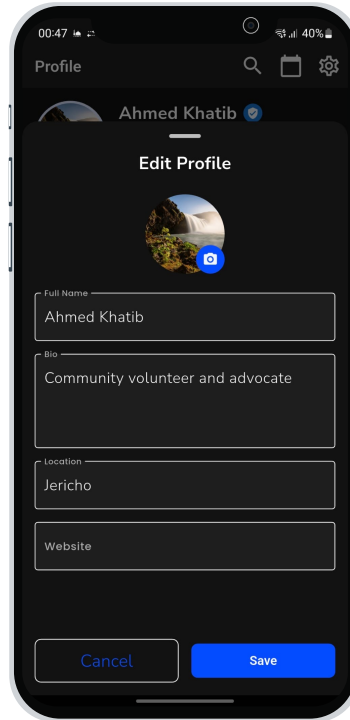 00:47 40%
Profile
Ahmed Khatib
Edit Profile
Full Name
Ahmed Khatib
Bio
Community volunteer and advocate
Location
Jericho
Website
Cancel Save